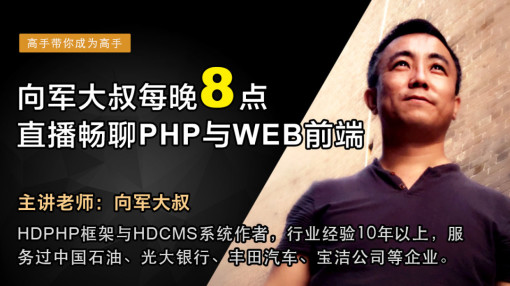 高手带你成为高手
向军大叔每晚8点
直播畅聊PHP与WEB前端
主讲老师：向军大叔
HDPHP框架与HDCMS系统作者，行业经验10年以上，服
务过中国石油、光大银行、丰田汽车、宝洁公司等企业。